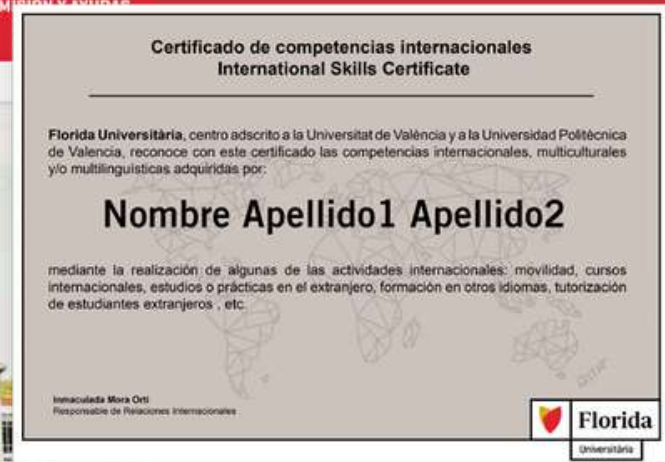 MISIÓN Y AYUDAS
Certificado de competencias internacionales
International Skills Certificate
Florida Universitària, centro adscrito a la Universitat de València y a la Universidad Politècnica
de Valencia, reconoce con este certificado las competencias internacionales, multiculturales
y/o multilinguísticas adquiridas por:
Nombre Apellido1 Apellido2
mediante la realización de algunas de las actividades internacionales: movilidad, cursos
internacionales, estudios o prácticas en el extranjero, formación en otros idiomas, tutorización
de estudiantes extranjeros , etc.
Inmaculada Mora Ortí
Responsable de Relaciones Internacionales
Florida
Universitària